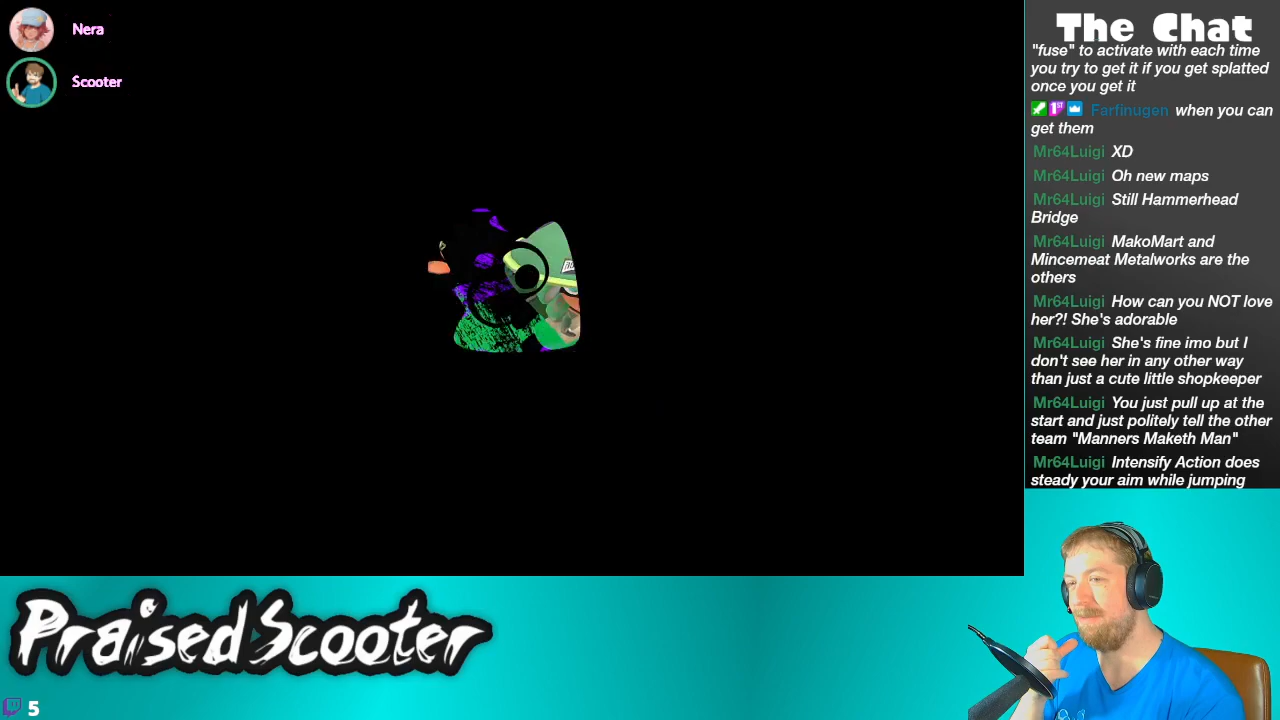 Nera
Scooter
The Chat
"fuse" to activate with each time
you try to get it if you get splatted
once you get it
Farfinugen when you can
get them
Mr64Luigi XD
Mr64Luigi Oh new maps
Mr64Luigi Still Hammerhead
Bridge
Mr64Luigi MakoMart and
Mincemeat Metalworks are the
others
Mr64Luigi How can you NOT love
her?! She's adorable
Mr64Luigi She's fine imo but I
don't see her in any other way
than just a cute little shopkeeper
Mr64Luigi You just pull up at the
start and just politely tell the other
team "Manners Maketh Man"
Mr64Luigi Intensify Action does
steady your aim while jumping
PraisedScooter
5